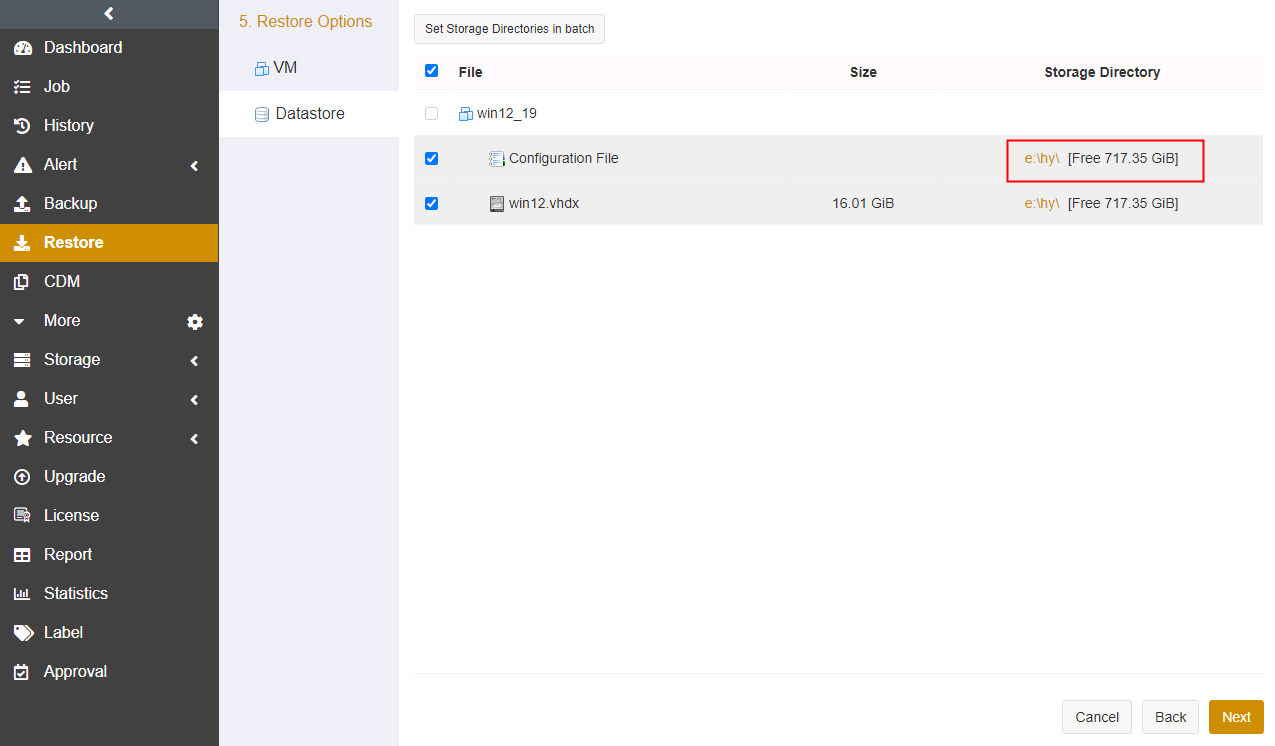 Dashboard
Job
History
Alert
Backup
Restore
CDM
More
Storage
User
Resource
Upgrade
License
Report
Statistics
Label
Approval
5. Restore Options
VM
Datastore
Set Storage Directories in batch
File Size Storage Directory
win12_19
Configuration File e:\hy\ [Free 717.35 GiB]
win12.vhdx 16.01 GiB e:\hy\ [Free 717.35 GiB]
Cancel Back Next